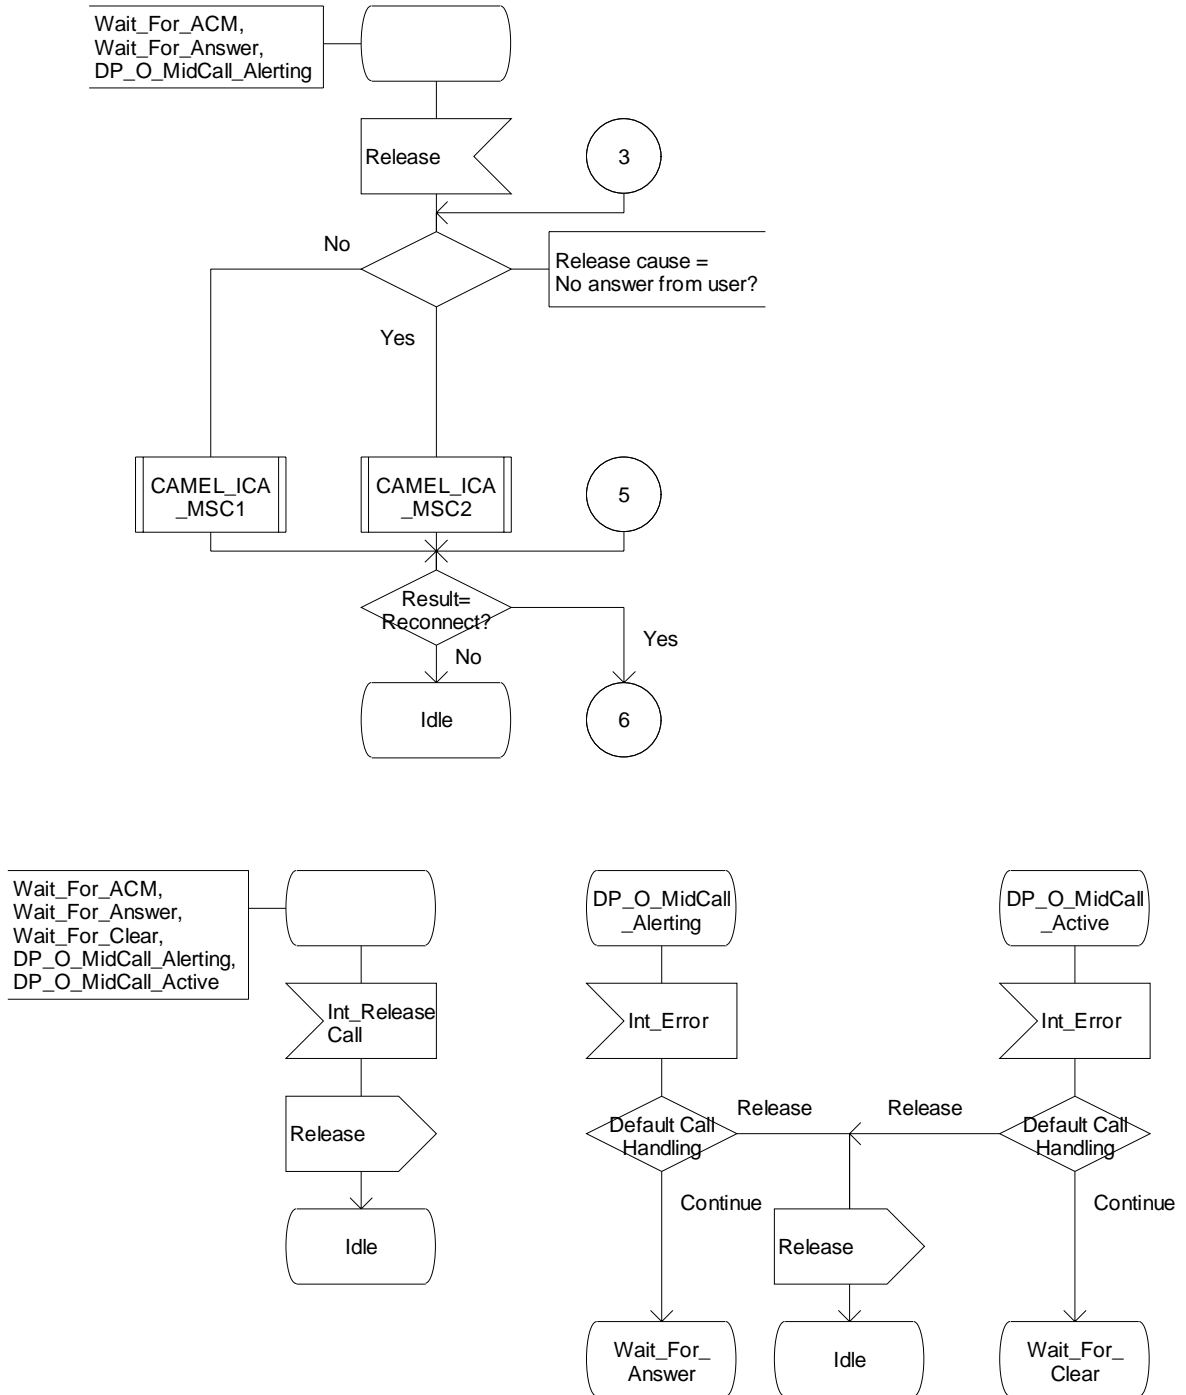 Wait_For_ACM,
Wait_For_Answer,
DP_O_MidCall_Alerting
Release
3
No
Release cause =
No answer from user?
Yes
CAMEL_ICA
_MSC1
CAMEL_ICA
_MSC2
5
Result=
Reconnect?
Yes
No
Idle
6
Wait_For_ACM,
Wait_For_Answer,
Wait_For_Clear,
DP_O_MidCall_Alerting,
DP_O_MidCall_Active
Int_Release
Call
Release
Idle
DP_O_MidCall
_Alerting
DP_O_MidCall
_Active
Int_Error
Int_Error
Default Call
Handling
Release
Release
Default Call
Handling
Continue
Continue
Release
Wait_For_
Answer
Idle
Wait_For_
Clear